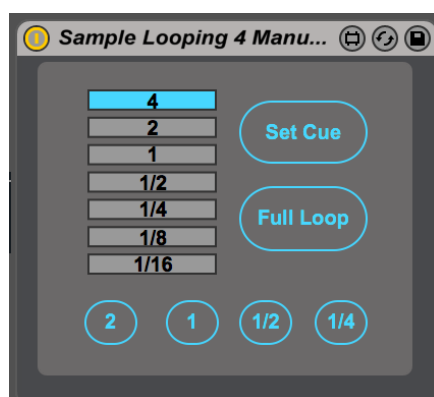 Sample Looping 4 Manu...
4
2
1
1/2
1/4
1/8
1/16
Set Cue
Full Loop
2 1 1/2 1/4